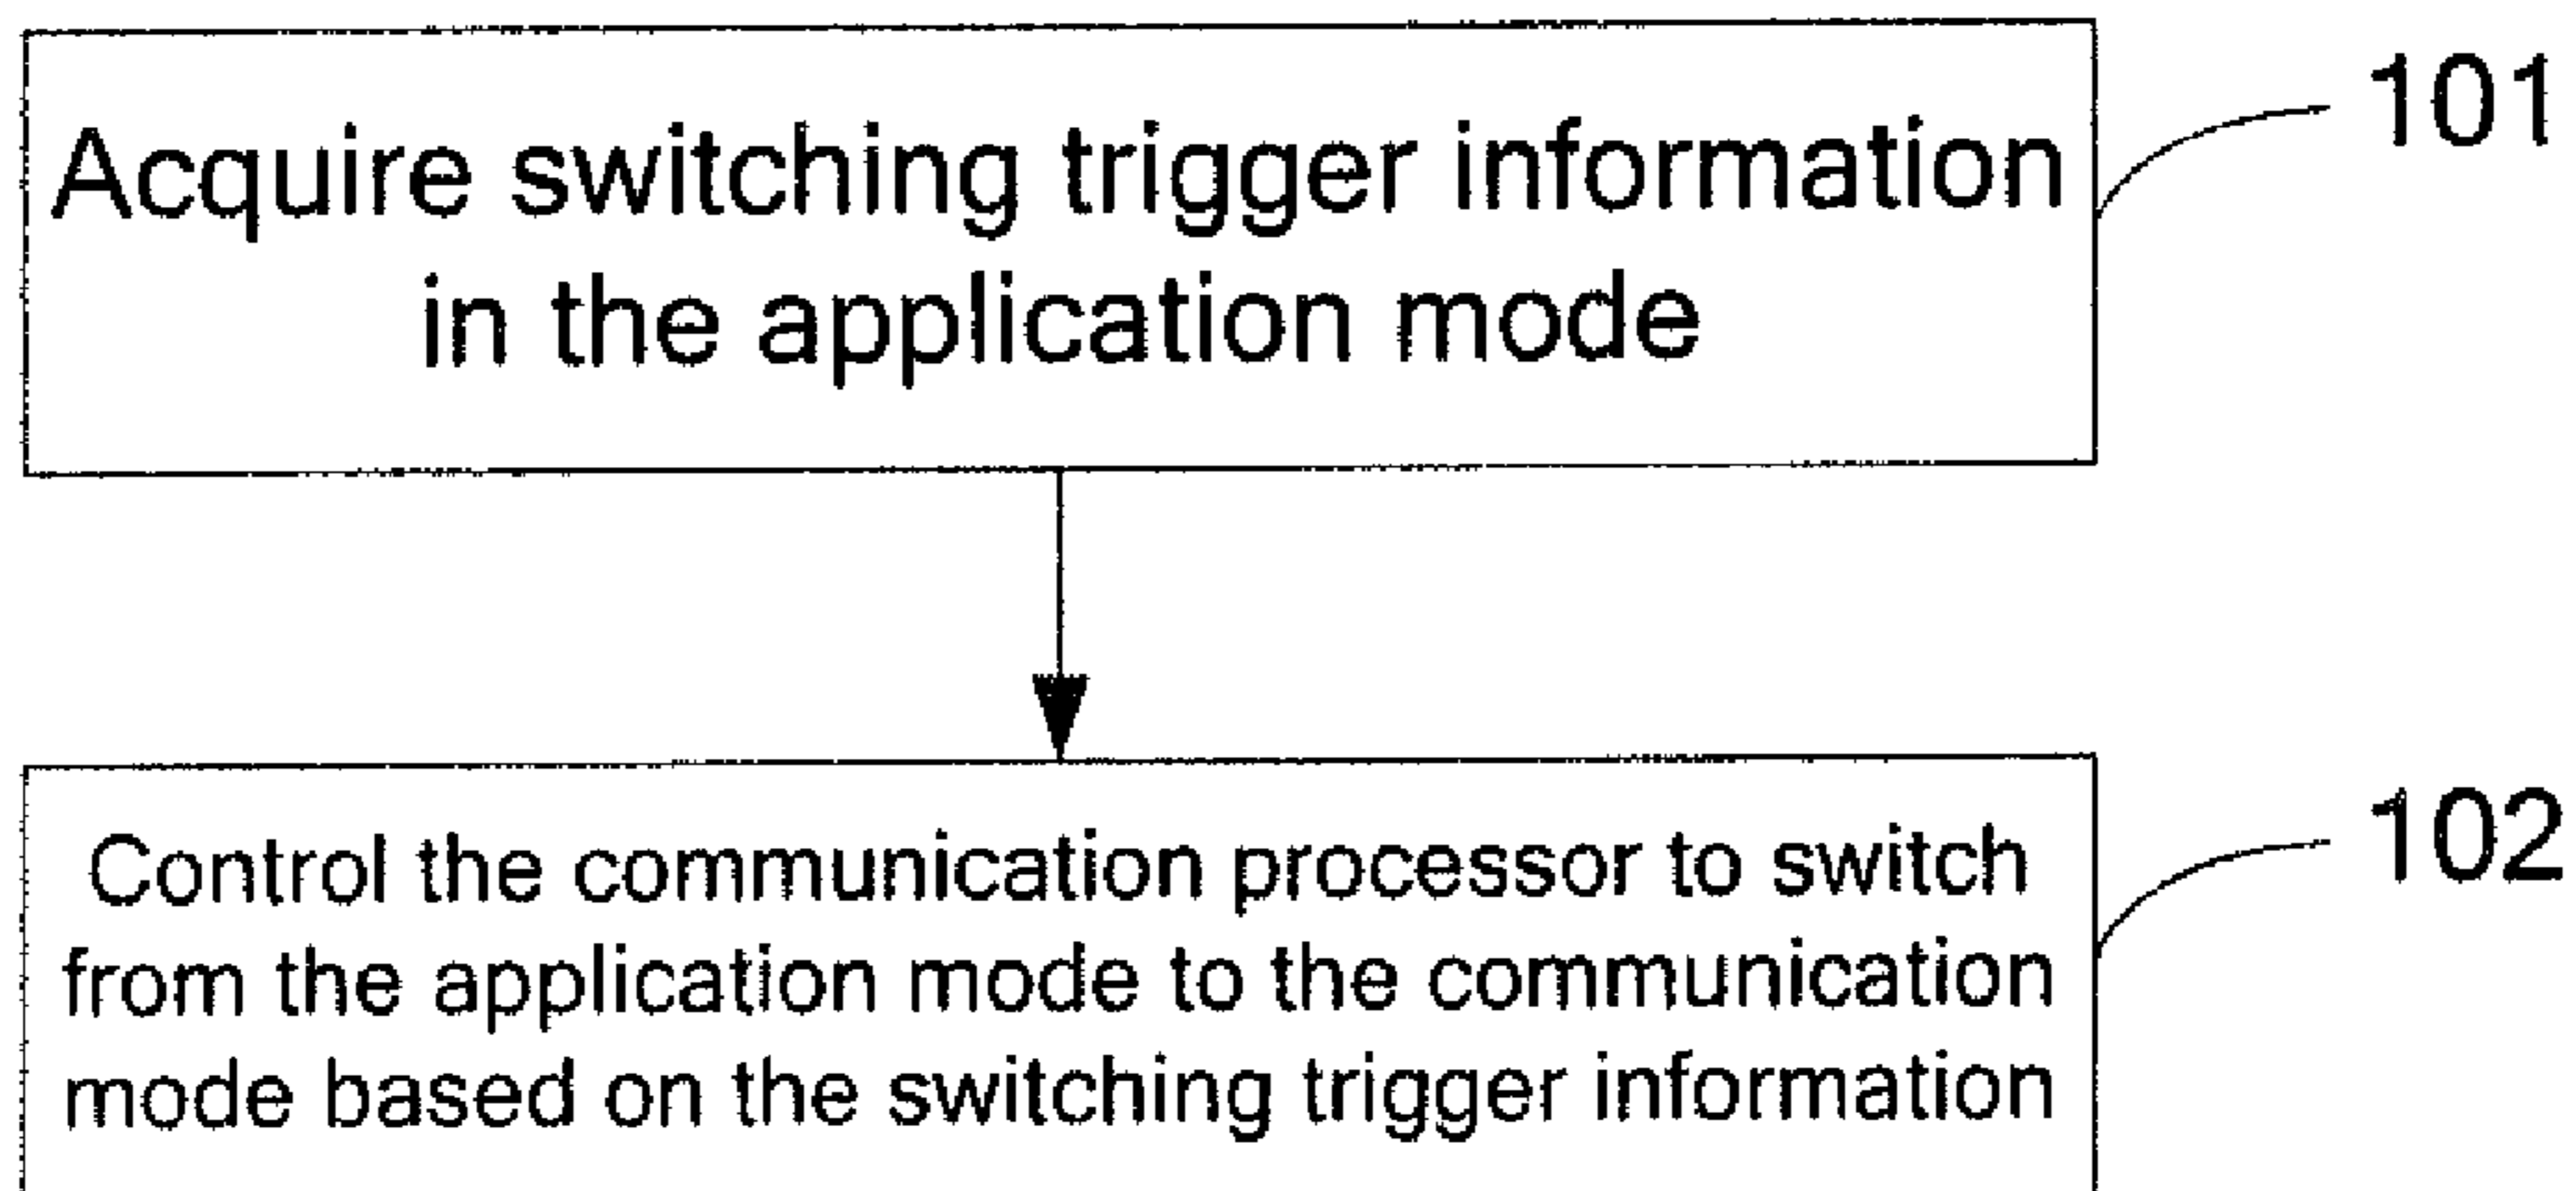 Acquire switching trigger information
in the application mode
101
Control the communication processor to switch
from the application mode to the communication
mode based on the switching trigger information
102